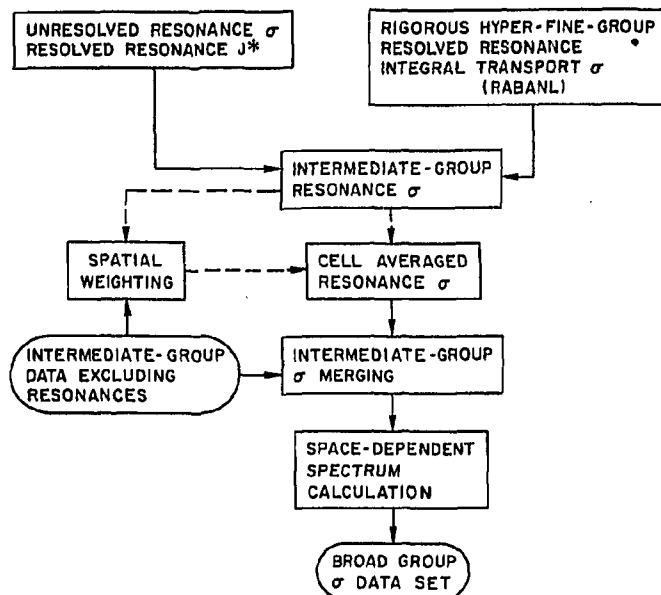 UNRESOLVED RESONANCE σ
RESOLVED RESONANCE J*
RIGOROUS HYPER-FINE-GROUP
RESOLVED RESONANCE
INTEGRAL TRANSPORT σ
(RABANL)
INTERMEDIATE-GROUP
RESONANCE σ
SPATIAL
WEIGHTING
CELL AVERAGED
RESONANCE σ
INTERMEDIATE-GROUP
DATA EXCLUDING
RESONANCES
INTERMEDIATE-GROUP
σ MERGING
SPACE-DEPENDENT
SPECTRUM
CALCULATION
BROAD GROUP
σ DATA SET